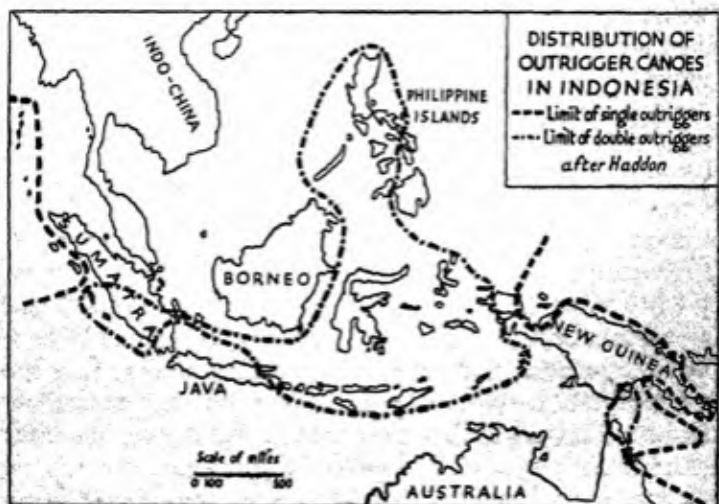 DISTRIBUTION OF
OUTRIGGER CANOES
IN INDONESIA
Limit of single outriggers
Limit of double outriggers
after Haddon
INDO-CHINA
PHILIPPINE
ISLANDS
SUMATRA
BORNEO
NEW GUINEA
JAVA
Scale of miles
0 100 500
AUSTRALIA